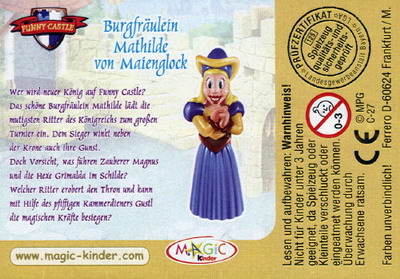 FUNNY CASTLE
Burgfräulein
Mathilde
von Maienglock
Wer wird neuer König auf Funny Castle?
Das schöne Burgfräulein Mathilde lädt die
mutigsten Ritter des Königreichs zum großen
Turnier ein. Dem Sieger winkt neben
der Krone auch ihre Gunst.
Doch Vorsicht, was führen Zauberer Magnus
und die Hexe Grimalda im Schilde?
Welcher Ritter erobert den Thron und kann
mit Hilfe des pfiffigen Kammerdieners Gustl
die magischen Kräfte besiegen?
www.magic-kinder.com
MAGiC
Kinder
PRÜFZERTIFIKAT
Spielzeug
qualitäts- und
sicherheits-
geprüft
Landesgewerbeanstalt Bayern
Lesen und aufbewahren: Warnhinweis!
Nicht für Kinder unter 3 Jahren
geeignet, da Spielzeug oder
Kleinteile verschluckt oder
eingeatmet werden können.
Überwachung durch
Erwachsene ratsam.
0-3
CE
© MPG
C-27
Ferrero D-60624 Frankfurt / M.
Farben unverbindlich!